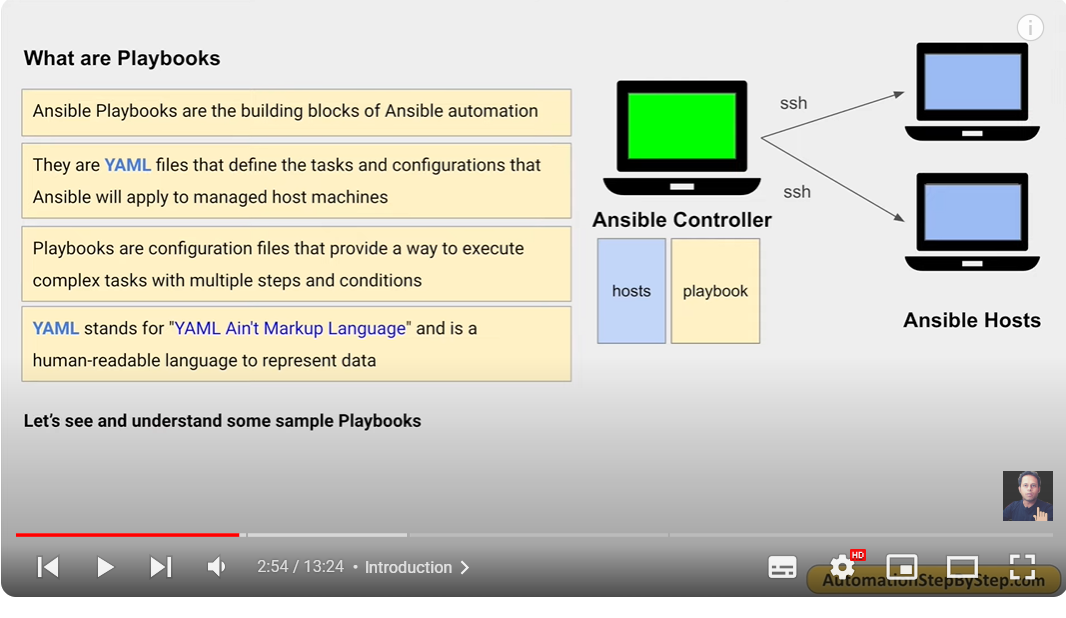 What are Playbooks
Ansible Playbooks are the building blocks of Ansible automation
They are YAML files that define the tasks and configurations that
Ansible will apply to managed host machines
Playbooks are configuration files that provide a way to execute
complex tasks with multiple steps and conditions
YAML stands for "YAML Ain't Markup Language" and is a
human-readable language to represent data
Let's see and understand some sample Playbooks
ssh
ssh
Ansible Controller
hosts
playbook
Ansible Hosts
2:54 / 13:24 • Introduction
HD
AutomationStepByStep.com